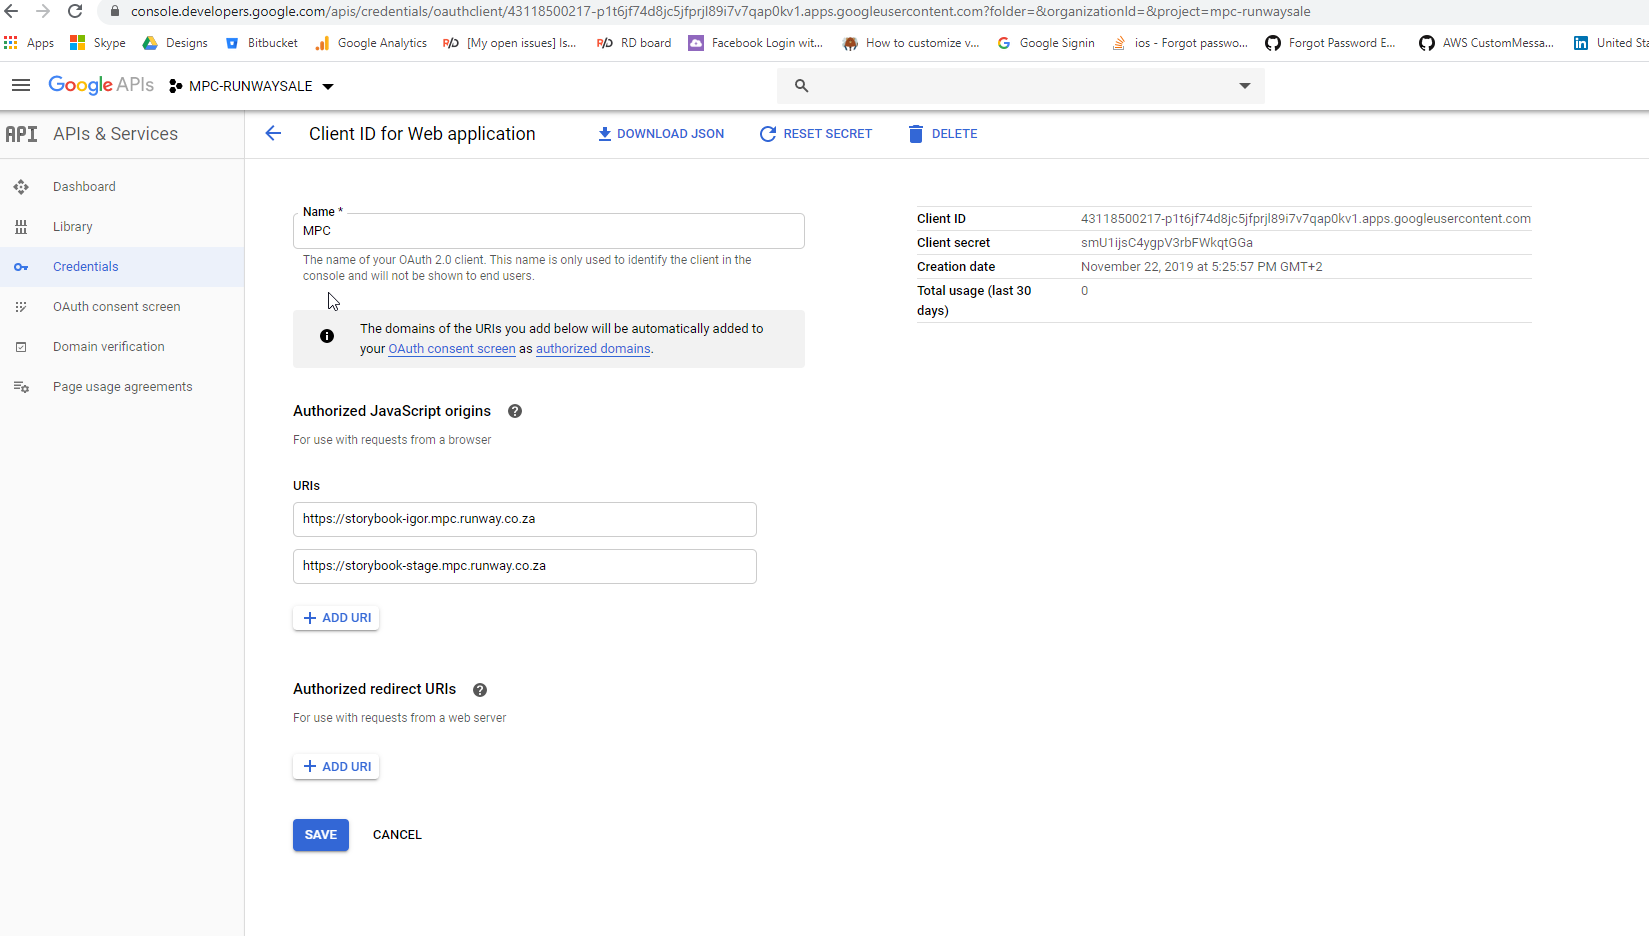 console.developers.google.com/apis/credentials/oauthclient/43118500217-p1t6jf74d8jc5jfprjl89i7v7qap0kv1.apps.googleusercontent.com?folder=&organizationId=&project=mpc-runwaysale
Apps Skype Designs Bitbucket Google Analytics R/D [My open issues] Is... R/D RD board Facebook Login wit... How to customize v... Google Signin ios - Forgot passwo... Forgot Password E... AWS CustomMessa... United Sta
Google APIs MPC-RUNWAYSALE
API APIs & Services
Client ID for Web application DOWNLOAD JSON RESET SECRET DELETE
Dashboard
Library
Credentials
OAuth consent screen
Domain verification
Page usage agreements
Name *
MPC
The name of your OAuth 2.0 client. This name is only used to identify the client in the
console and will not be shown to end users.
The domains of the URIs you add below will be automatically added to
your OAuth consent screen as authorized domains.
Authorized JavaScript origins
For use with requests from a browser
URIs
https://storybook-igor.mpc.runway.co.za
https://storybook-stage.mpc.runway.co.za
ADD URI
Authorized redirect URIs
For use with requests from a web server
ADD URI
SAVE CANCEL
Client ID 43118500217-p1t6jf74d8jc5jfprjl89i7v7qap0kv1.apps.googleusercontent.com
Client secret smU1ijsC4ygpV3rbFWkqtGGa
Creation date November 22, 2019 at 5:25:57 PM GMT+2
Total usage (last 30 0
days)